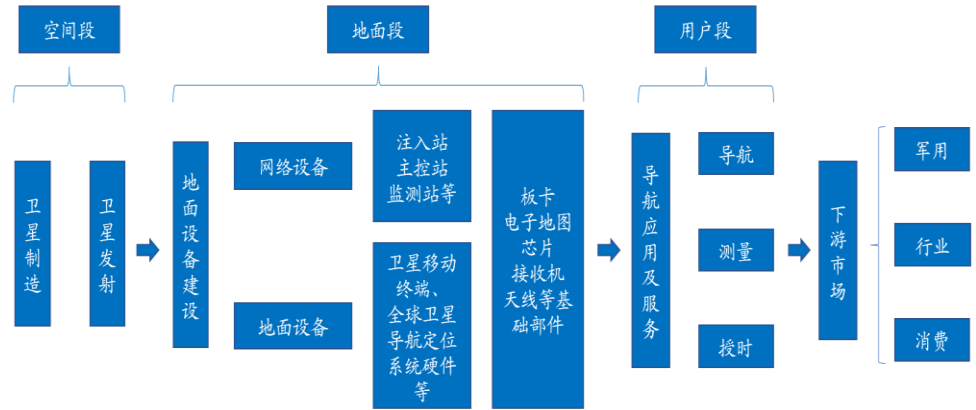 空间段
地面段
用户段
卫星制造
卫星发射
地面设备建设
网络设备
地面设备
注入站
主控站
监测站等
卫星移动
终端、
全球卫星
导航定位
系统硬件
等
板卡
电子地图
芯片
接收机
天线等基
础部件
导航应用及服务
导航
测量
授时
下游市场
军用
行业
消费